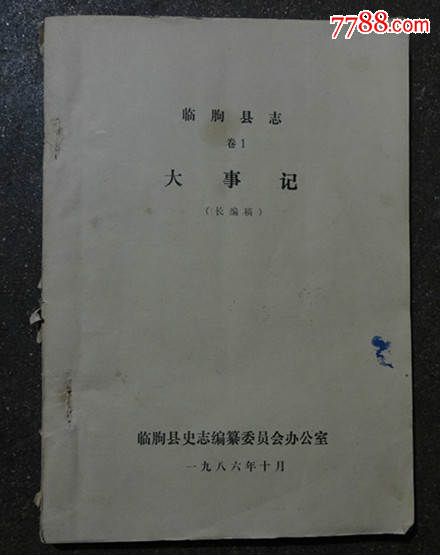 7788.com
临朐县志
卷1
大事记
(长编稿)
临朐县史志编纂委员会办公室
一九八六年十月